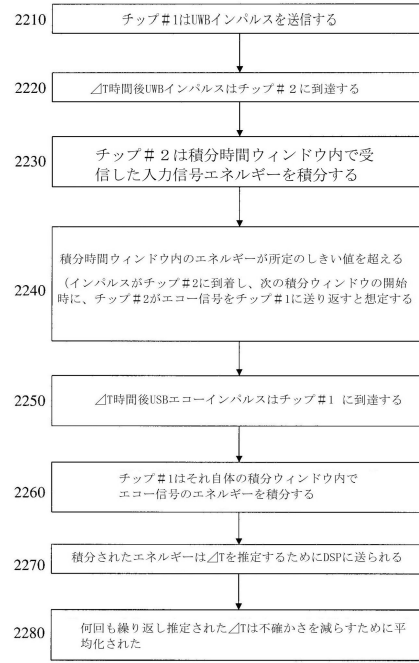 2210
チップ＃1はUWBインパルスを送信する
2220
⊿T時間後UWBインパルスはチップ＃２に到達する
2230
チップ＃２は積分時間ウィンドウ内で受
信した入力信号エネルギーを積分する
2240
積分時間ウィンドウ内のエネルギーが所定のしきい値を超える
（インパルスがチップ#2に到着し、次の積分ウィンドウの開始
時に、チップ#2がエコー信号をチップ#1に送り返すと想定する
2250
⊿T時間後USBエコーインパルスはチップ#1 に到達する
2260
チップ#1はそれ自体の積分ウィンドウ内で
エコー信号のエネルギーを積分する
2270
積分されたエネルギーは⊿Tを推定するためにDSPに送られる
2280
何回も繰り返し推定された⊿Tは不確かさを減らすために平
均化された